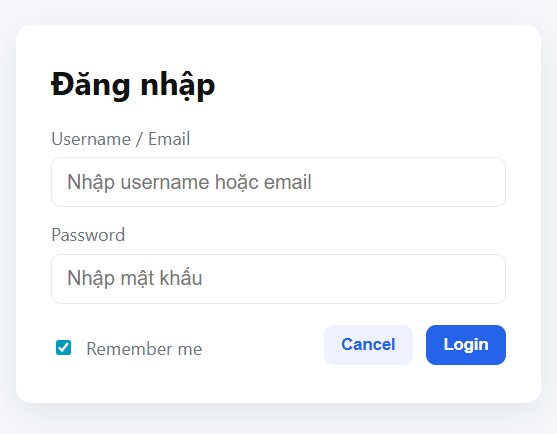 Đăng nhập
Username / Email
Nhập username hoặc email
Password
Nhập mật khẩu
Remember me
Cancel
Login